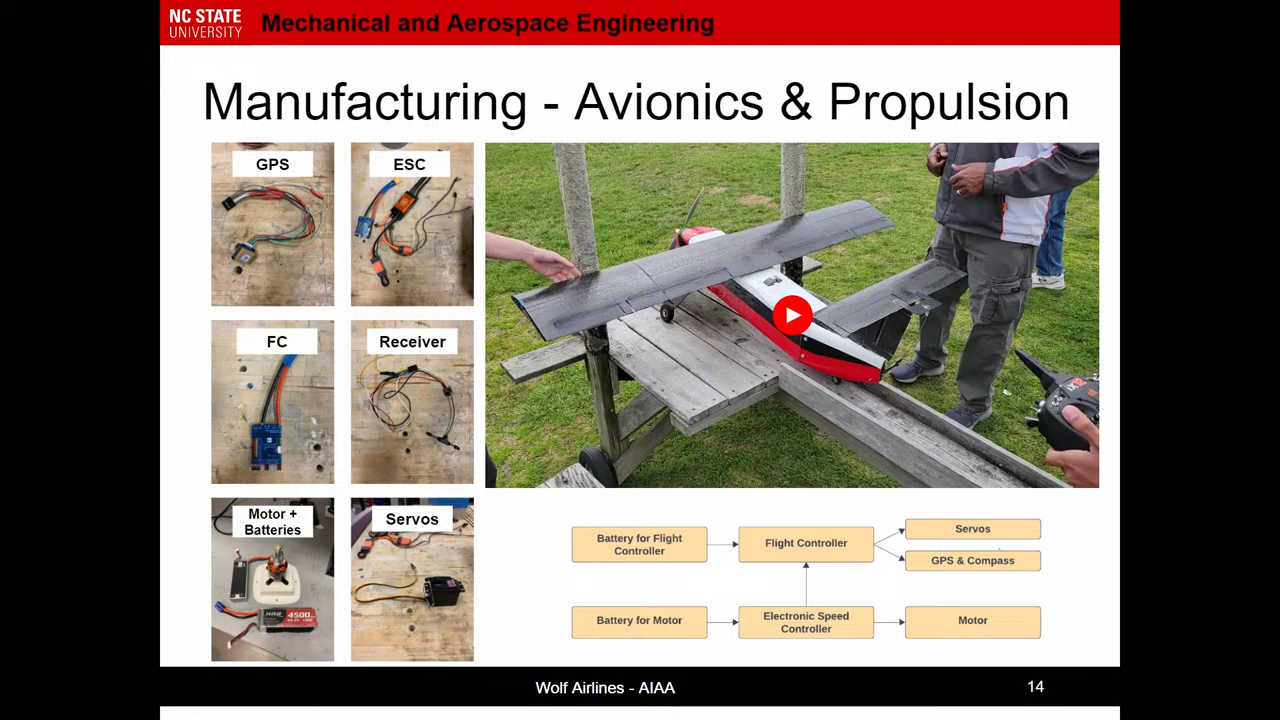 NC STATE
UNIVERSITY
Mechanical and Aerospace Engineering
Manufacturing - Avionics & Propulsion
GPS
ESC
FC
Receiver
Motor +
Batteries
Servos
4500
Battery for Flight
Controller
Flight Controller
Servos
GPS & Compass
Battery for Motor
Electronic Speed
Controller
Motor
Wolf Airlines - AIAA
14